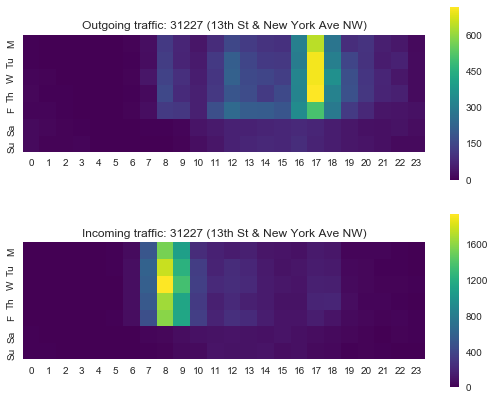 Outgoing traffic: 31227 (13th St & New York Ave NW)
M
Tu
W
Th
F
Sa
Su
0 1 2 3 4 5 6 7 8 9 10 11 12 13 14 15 16 17 18 19 20 21 22 23
600
450
300
150
0
Incoming traffic: 31227 (13th St & New York Ave NW)
M
Tu
W
Th
F
Sa
Su
0 1 2 3 4 5 6 7 8 9 10 11 12 13 14 15 16 17 18 19 20 21 22 23
1600
1200
800
400
0